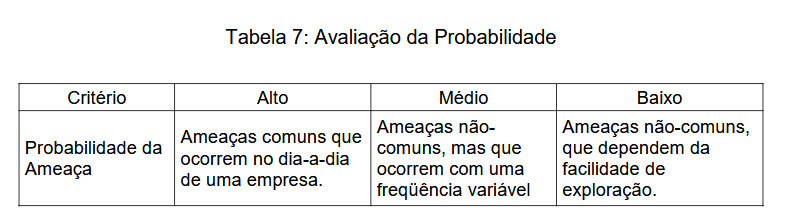 Tabela 7: Avaliação da Probabilidade
Critério Alto Médio Baixo
Probabilidade da
Ameaça
Ameaças comuns que
ocorrem no dia-a-dia
de uma empresa.
Ameaças não-
comuns, mas que
ocorrem com uma
freqüência variável
Ameaças não-comuns,
que dependem da
facilidade de
exploração.